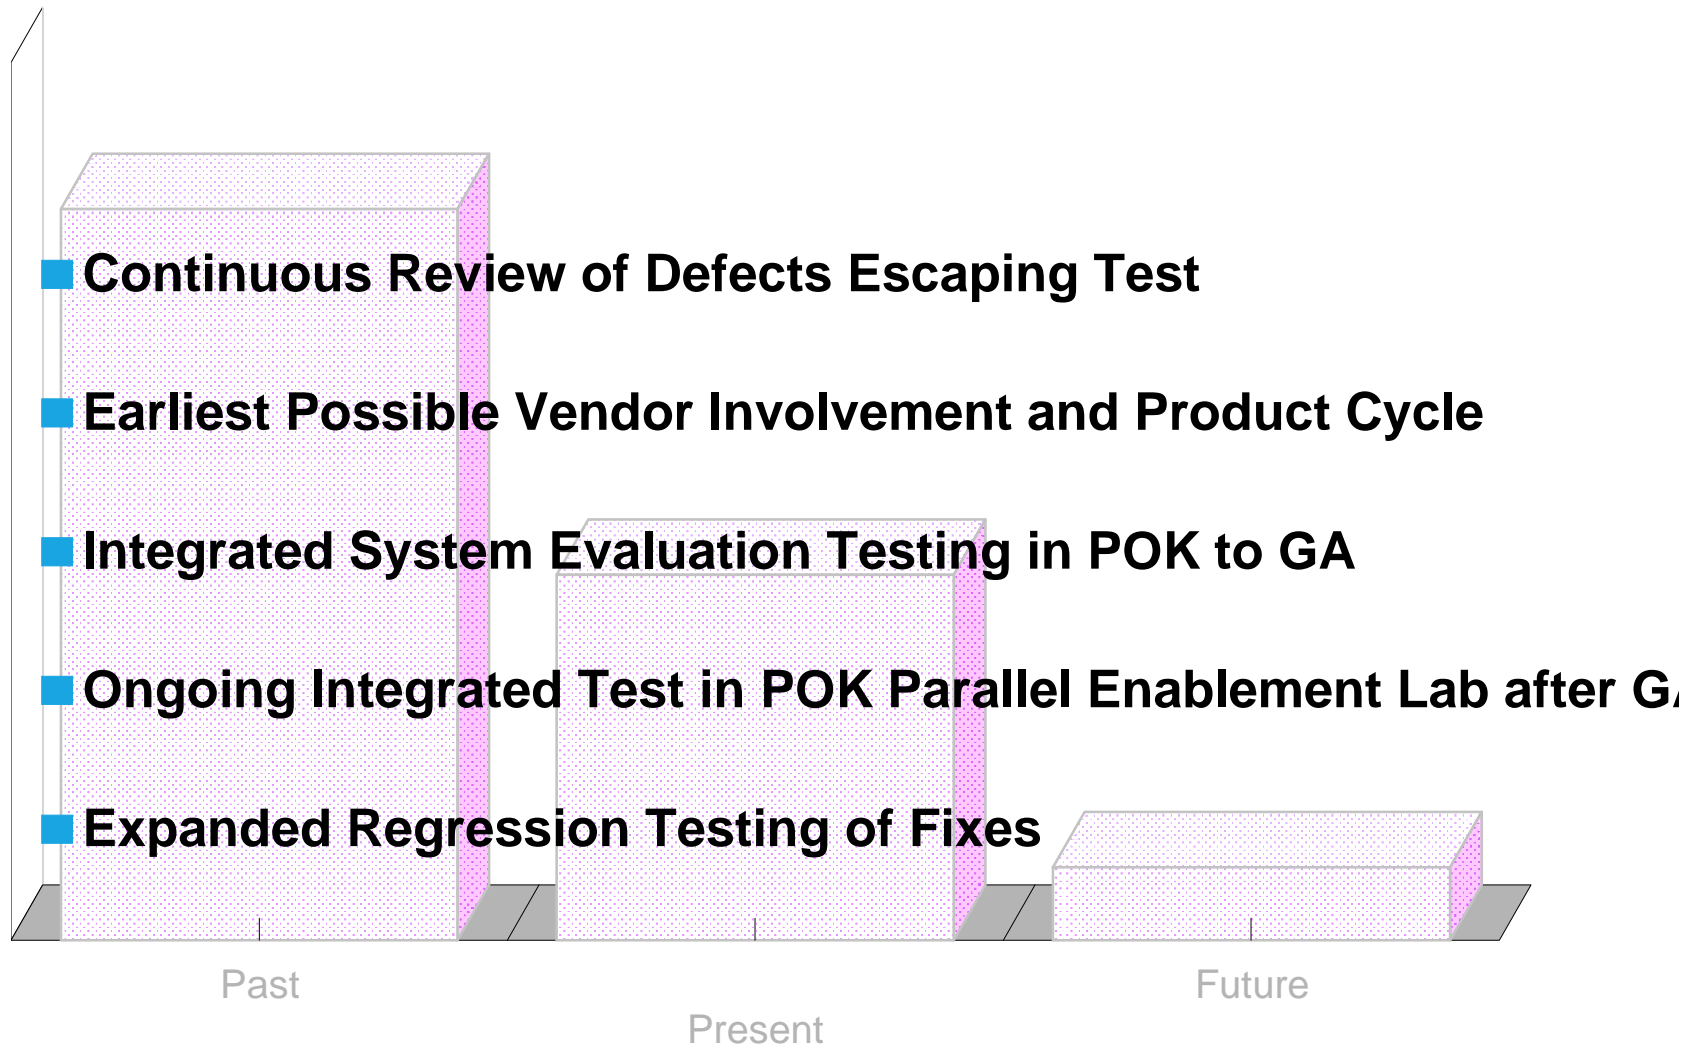 Continuous Review of Defects Escaping Test
Earliest Possible Vendor Involvement and Product Cycle
Integrated System Evaluation Testing in POK to GA
Ongoing Integrated Test in POK Parallel Enablement Lab after
Expanded Regression Testing of Fixes
Past
Future
Present